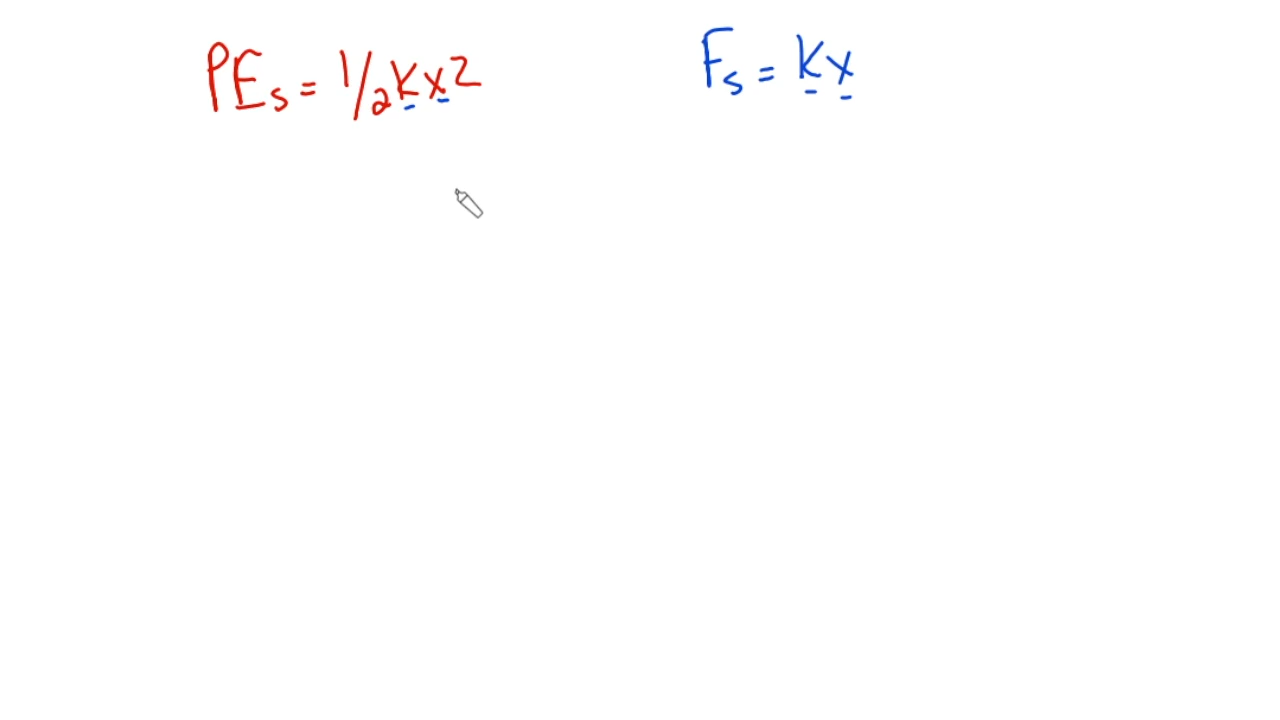 PEs = 1/2kx2
Fs = kx